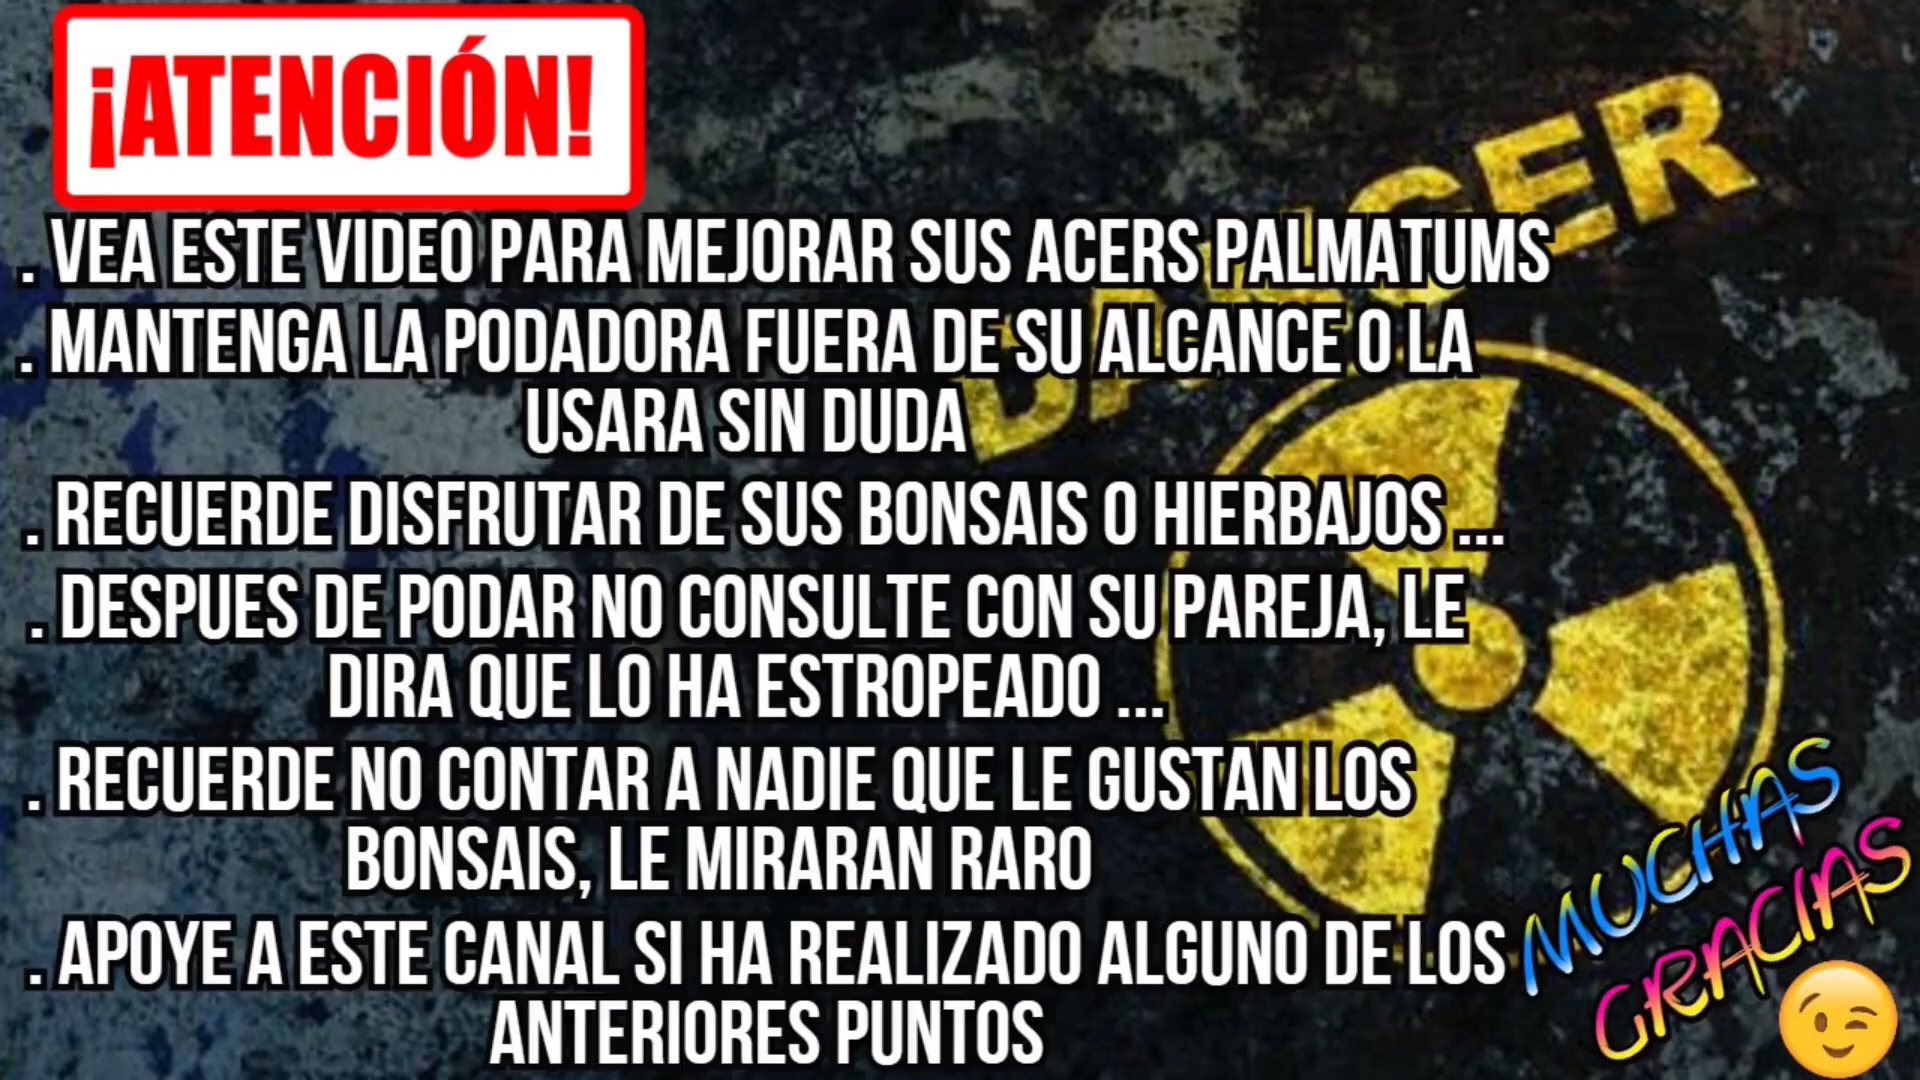 ¡ATENCIÓN!
DANGER
. VEA ESTE VIDEO PARA MEJORAR SUS ACERS PALMATUMS
. MANTENGA LA PODADORA FUERA DE SU ALCANCE O LA
USARA SIN DUDA
. RECUERDE DISFRUTAR DE SUS BONSAIS O HIERBAJOS ...
. DESPUES DE PODAR NO CONSULTE CON SU PAREJA, LE
DIRA QUE LO HA ESTROPEADO ...
. RECUERDE NO CONTAR A NADIE QUE LE GUSTAN LOS
BONSAIS, LE MIRARAN RARO
. APOYE A ESTE CANAL SI HA REALIZADO ALGUNO DE LOS
ANTERIORES PUNTOS
MUCHAS
GRACIAS